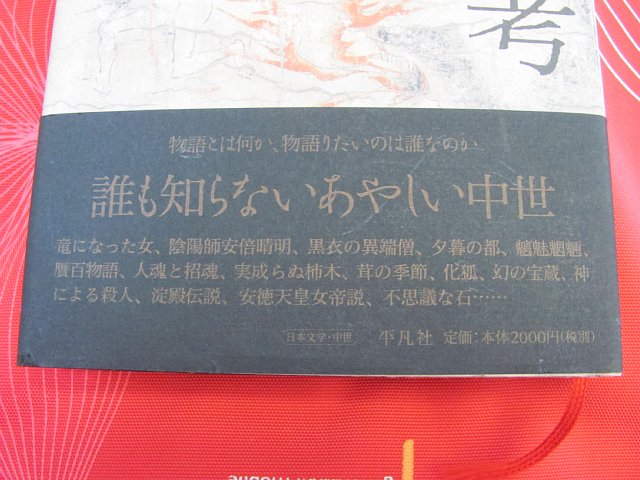 考
物語とは何か、物語りたいのは誰なのか
誰も知らないあやしい中世
竜になった女、陰陽師安倍晴明、黒衣の異端僧、夕暮の都、魑魅魍魎、
贋百物語、人魂と招魂、実成らぬ柿木、茸の季節、化狐、幻の宝蔵、神
による殺人、淀殿伝説、安徳天皇女帝説、不思議な石……
日本文学・中世 平凡社 定価:本体2000円(税別)